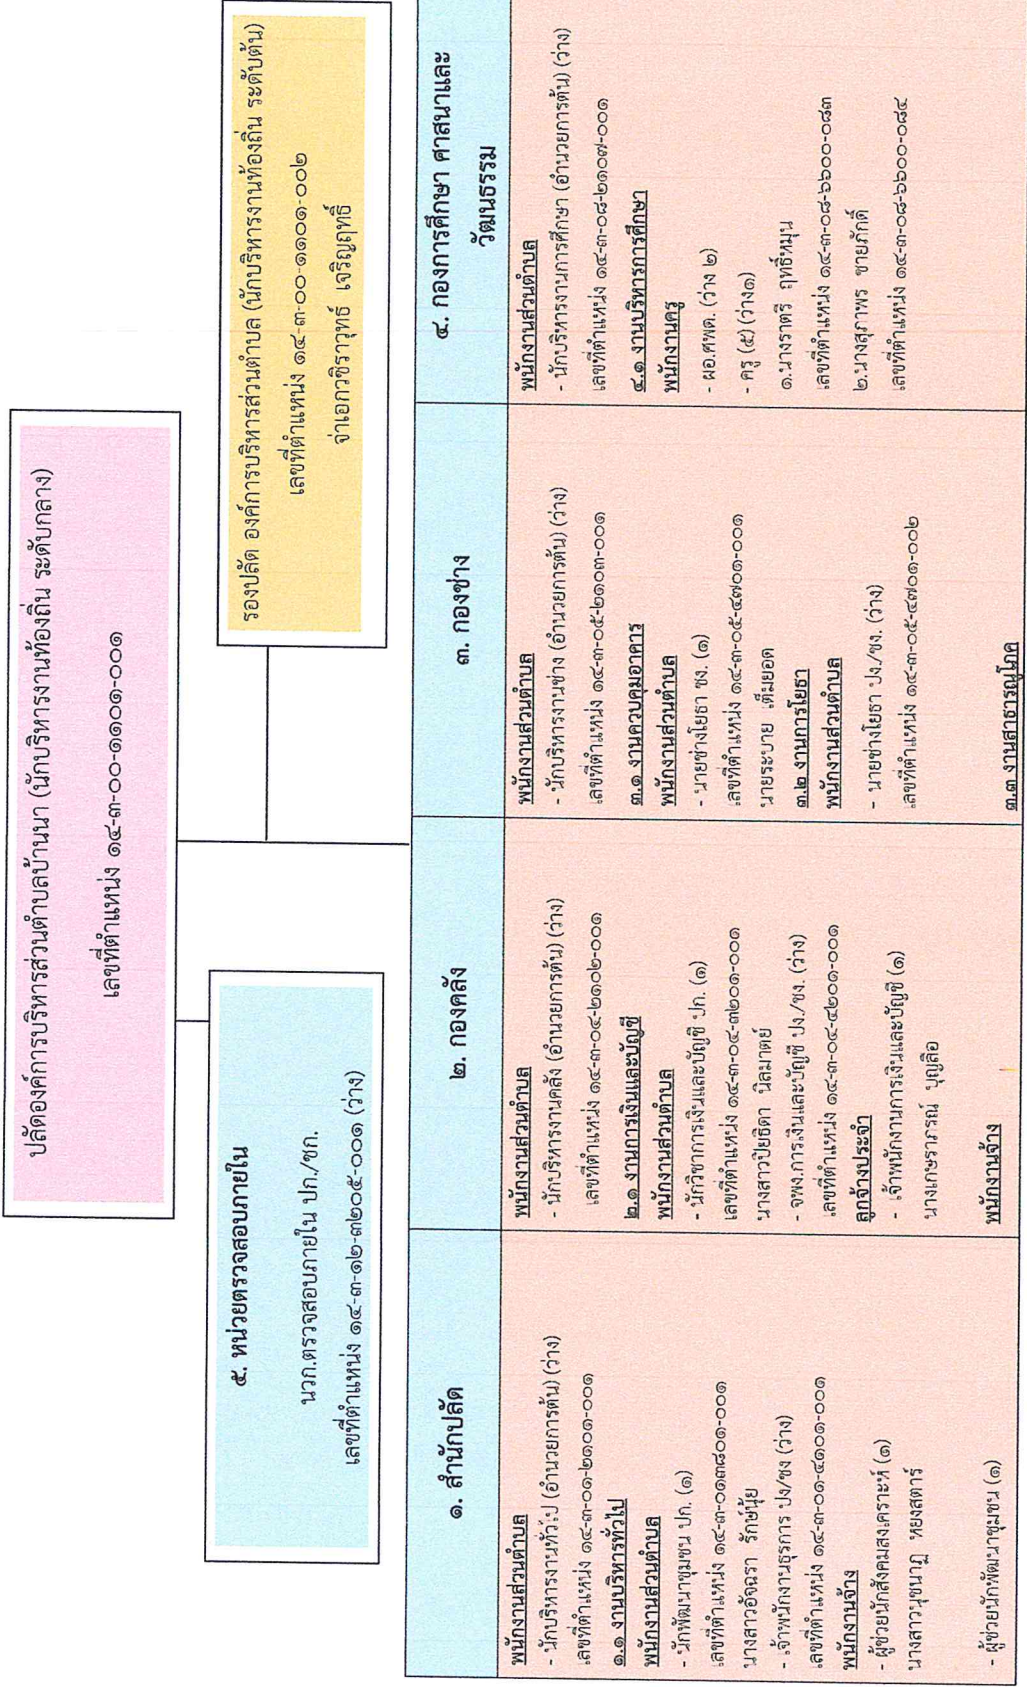 ปลัดองค์การบริหารส่วนตำบลบ้านนา (นักบริหารงานท้องถิ่น ระดับกลาง)
เลขที่ตำแหน่ง ๑๔-๓-๐๐-๑๑๐๑-๐๐๑
รองปลัด องค์การบริหารส่วนตำบล (นักบริหารงานท้องถิ่น ระดับต้น)
เลขที่ตำแหน่ง ๑๔-๓-๐๐-๑๑๐๑-๐๐๒
จ่าเอกวชิราวุทธ์ เจริญฤทธิ์
๕. หน่วยตรวจสอบภายใน
นวก.ตรวจสอบภายใน ปก./ชก.
เลขที่ตำแหน่ง ๑๔-๓-๑๒-๓๒๐๕-๐๐๑ (ว่าง)
๑. สำนักปลัด
พนักงานส่วนตำบล
- นักบริหารงานทั่วไป (อำนวยการต้น) (ว่าง)
เลขที่ตำแหน่ง ๑๔-๓-๐๑-๒๑๐๑-๐๐๑
๑.๑ งานบริหารทั่วไป
พนักงานส่วนตำบล
- นักพัฒนาชุมชน ปก. (๑)
เลขที่ตำแหน่ง ๑๔-๓-๐๑๓๘๐๑-๐๐๑
นางสาวอัจฉรา รักษ์นุ้ย
- เจ้าพนักงานธุรการ ปง/ชง (ว่าง)
เลขที่ตำแหน่ง ๑๔-๓-๐๑-๔๑๐๑-๐๐๑
พนักงานจ้าง
- ผู้ช่วยนักสังคมสงเคราะห์ (๑)
นางสาวนุชนาฏ หยงสตาร์
- ผู้ช่วยนักพัฒนาชุมชน (๑)
๒. กองคลัง
พนักงานส่วนตำบล
- นักบริหารงานคลัง (อำนวยการต้น) (ว่าง)
เลขที่ตำแหน่ง ๑๔-๓-๐๔-๒๑๐๒-๐๐๑
๒.๑ งานการเงินและบัญชี
พนักงานส่วนตำบล
- นักวิชาการเงินและบัญชี ปก. (๑)
เลขที่ตำแหน่ง ๑๔-๓-๐๔-๓๒๐๑-๐๐๑
นางสาวปิยธิดา นิลมาตย์
- จพง.การเงินและบัญชี ปง./ชง. (ว่าง)
เลขที่ตำแหน่ง ๑๔-๓-๐๔-๔๒๐๑-๐๐๑
ลูกจ้างประจำ
- เจ้าพนักงานการเงินและบัญชี (๑)
นางเกษราภรณ์ บุญลือ
พนักงานจ้าง
๓. กองช่าง
พนักงานส่วนตำบล
- นักบริหารงานช่าง (อำนวยการต้น) (ว่าง)
เลขที่ตำแหน่ง ๑๔-๓-๐๕-๒๑๐๓-๐๐๑
๓.๑ งานควบคุมอาคาร
พนักงานส่วนตำบล
- นายช่างโยธา ชง. (๑)
เลขที่ตำแหน่ง ๑๔-๓-๐๕-๔๗๐๑-๐๐๑
นายระบาย เต็มยอด
๓.๒ งานการโยธา
พนักงานส่วนตำบล
- นายช่างโยธา ปง./ชง. (ว่าง)
เลขที่ตำแหน่ง ๑๔-๓-๐๕-๔๗๐๑-๐๐๒
๓.๓ งานสาธารณูโภค
๔. กองการศึกษา ศาสนาและ
วัฒนธรรม
พนักงานส่วนตำบล
- นักบริหารงานการศึกษา (อำนวยการต้น) (ว่าง)
เลขที่ตำแหน่ง ๑๔-๓-๐๘-๒๑๐๗-๐๐๑
๔.๑ งานบริหารการศึกษา
พนักงานครู
- ผอ.ศพด. (ว่าง ๒)
- ครู (๕) (ว่าง๑)
๑.นางราตรี ฤทธิ์หมุน
เลขที่ตำแหน่ง ๑๔-๓-๐๘-๖๖๐๐-๐๘๓
๒.นางสุภาพร ชายภักดิ์
เลขที่ตำแหน่ง ๑๔-๓-๐๘-๖๖๐๐-๐๘๔